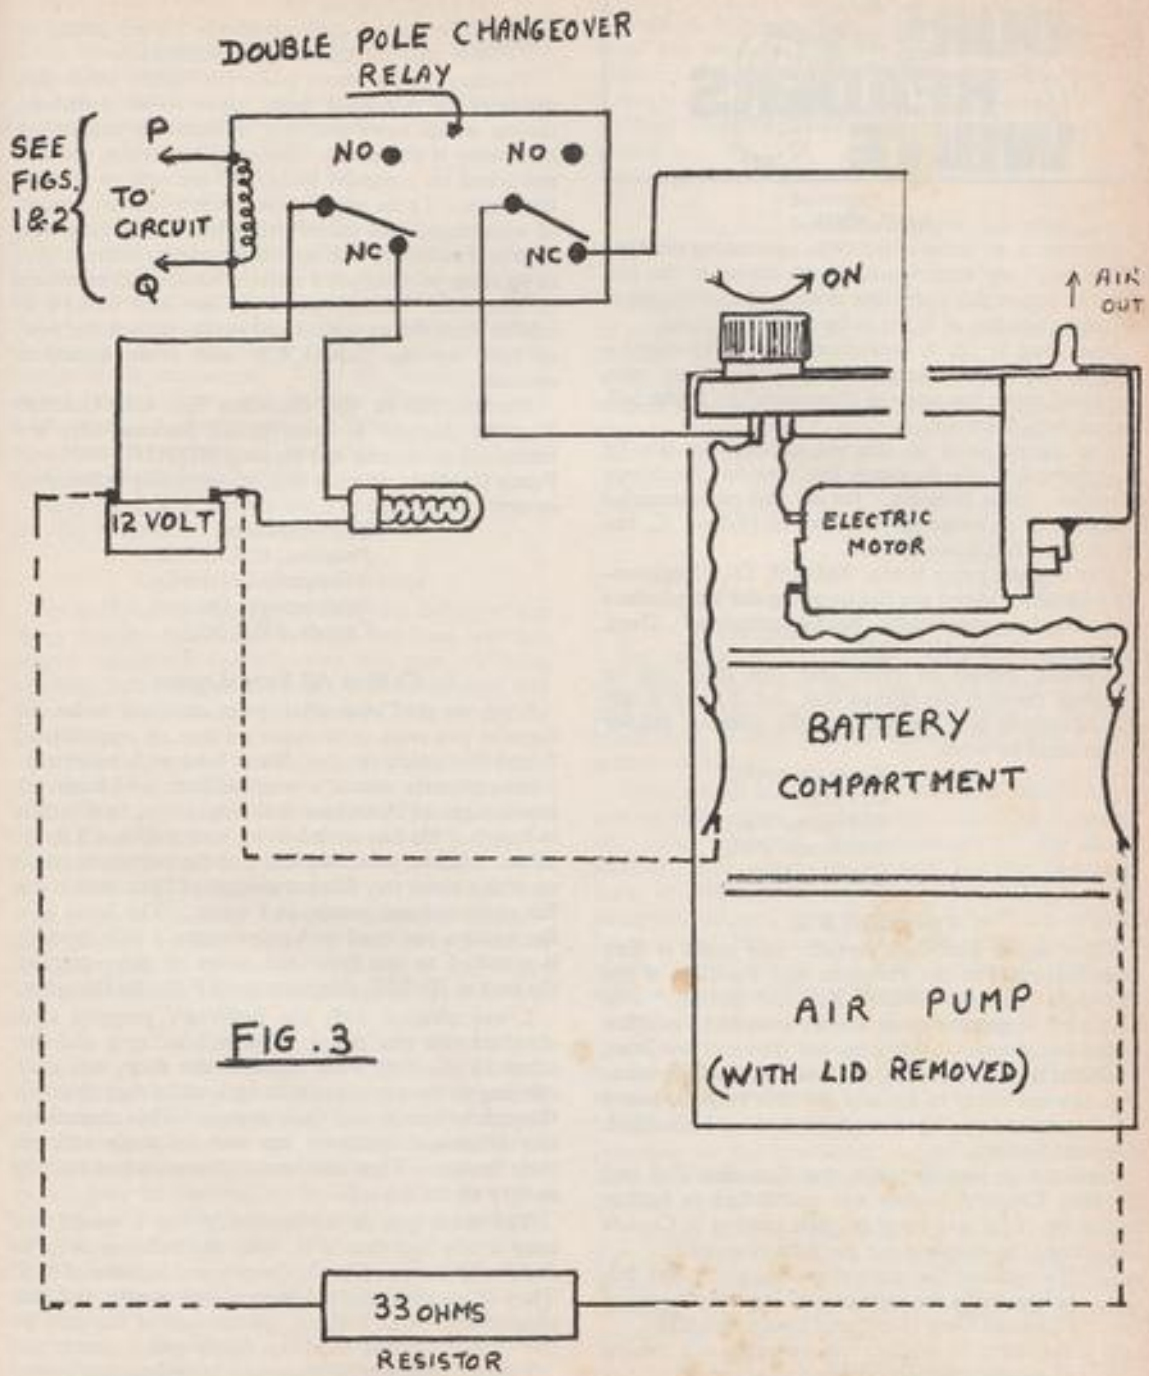 DOUBLE POLE CHANGEOVER
RELAY
SEE
FIGS.
1&2
P
TO
CIRCUIT
Q
NO
NO
NC
NC
ON
AIR
OUT
12 VOLT
ELECTRIC
MOTOR
BATTERY
COMPARTMENT
FIG. 3
AIR PUMP
(WITH LID REMOVED)
33 OHMS
RESISTOR